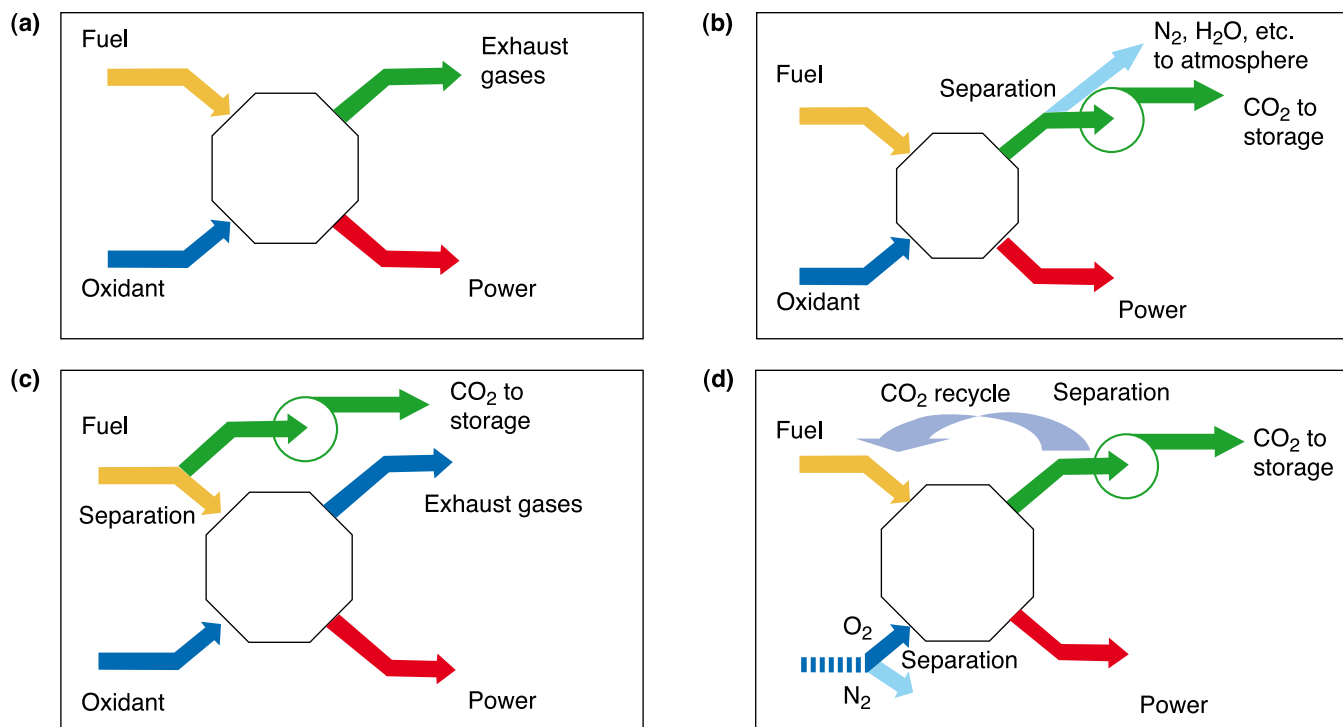 (a)
Fuel
Exhaust
gases
Oxidant
Power
(b)
N₂, H₂O, etc.
to atmosphere
Fuel
Separation
CO₂ to
storage
Oxidant
Power
(c)
CO₂ to
storage
Fuel
Separation
Exhaust gases
Oxidant
Power
(d)
CO₂ recycle
Separation
Fuel
CO₂ to
storage
O₂
Separation
N₂
Power